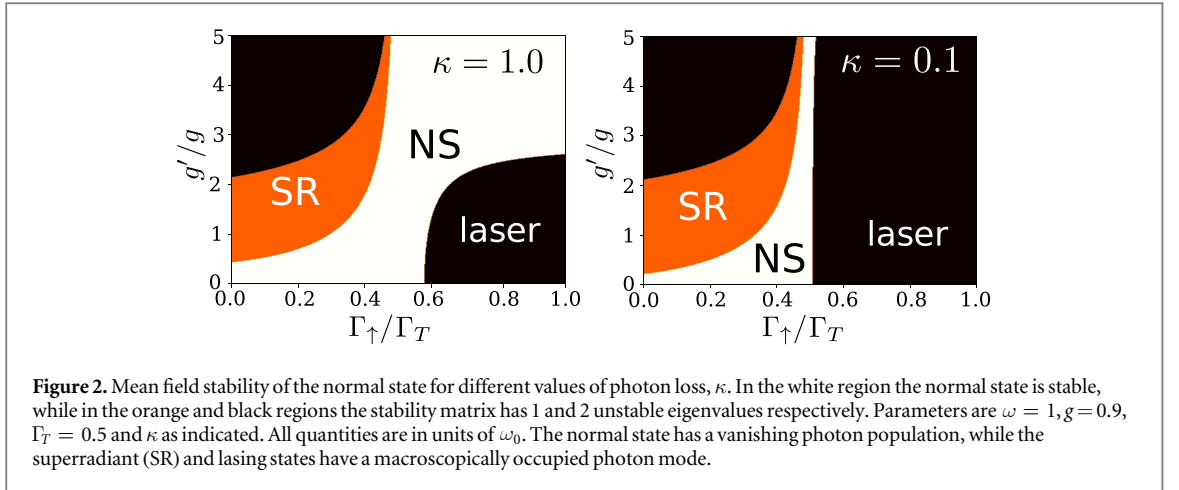 5
4
3
2
1
0
g′/g
κ = 1.0
NS
SR
laser
0.0 0.2 0.4 0.6 0.8 1.0
Γ↑/ΓT
5
4
3
2
1
0
g′/g
κ = 0.1
SR
laser
NS
0.0 0.2 0.4 0.6 0.8 1.0
Γ↑/ΓT
Figure 2. Mean field stability of the normal state for different values of photon loss, κ. In the white region the normal state is stable,
while in the orange and black regions the stability matrix has 1 and 2 unstable eigenvalues respectively. Parameters are ω = 1, g = 0.9,
ΓT = 0.5 and κ as indicated. All quantities are in units of ω0. The normal state has a vanishing photon population, while the
superradiant (SR) and lasing states have a macroscopically occupied photon mode.